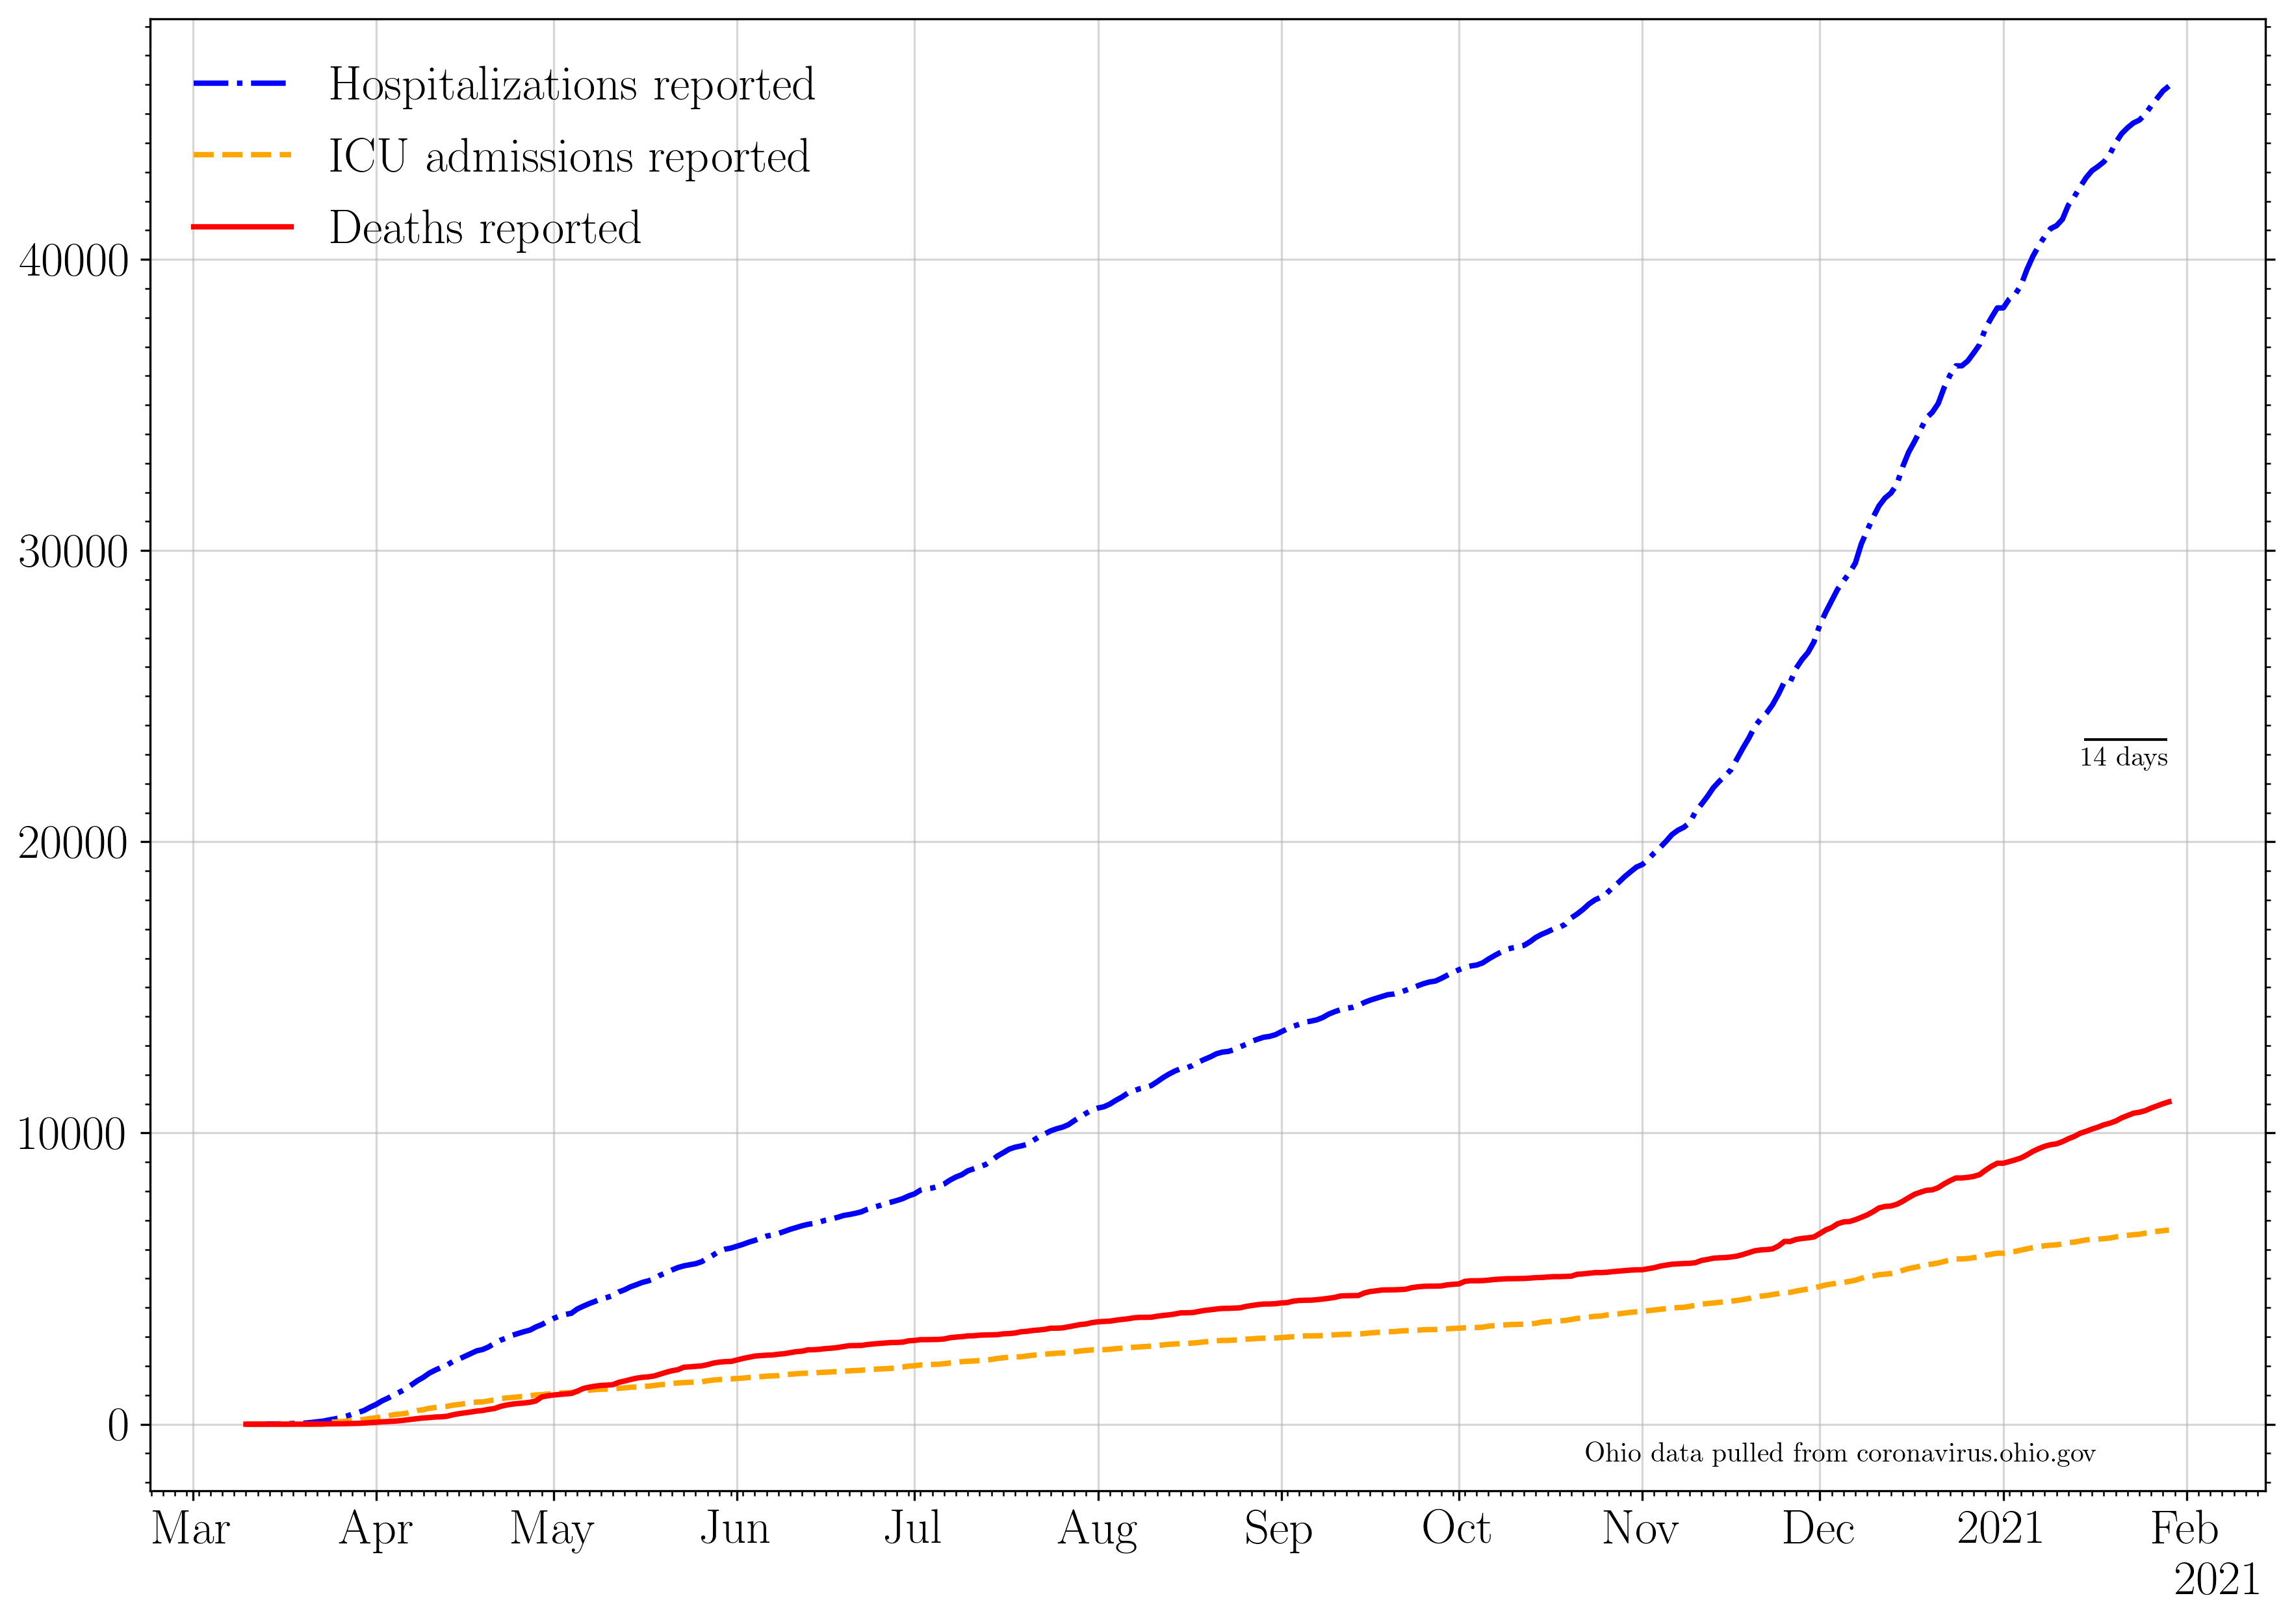 Hospitalizations reported
ICU admissions reported
Deaths reported
40000
30000
20000
10000
0
14 days
Ohio data pulled from coronavirus.ohio.gov
Mar Apr May Jun Jul Aug Sep Oct Nov Dec 2021 Feb
2021